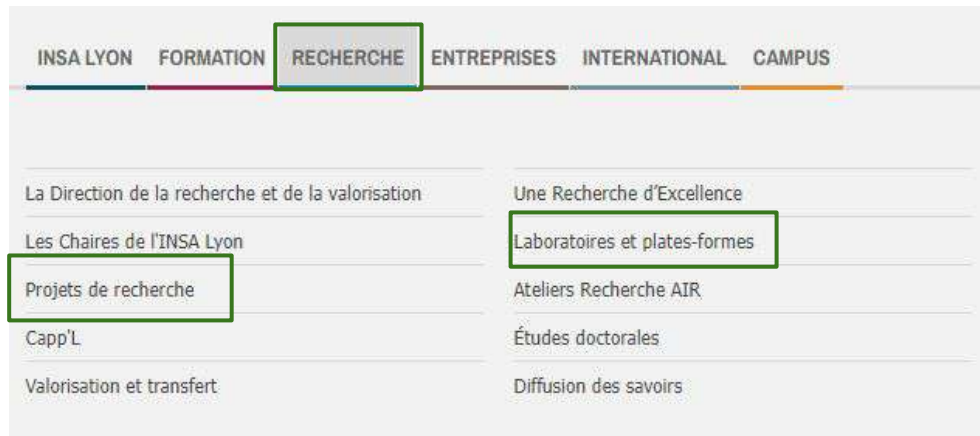 INSA LYON FORMATION RECHERCHE ENTREPRISES INTERNATIONAL CAMPUS
La Direction de la recherche et de la valorisation
Une Recherche d'Excellence
Les Chaires de l'INSA Lyon
Laboratoires et plates-formes
Projets de recherche
Ateliers Recherche AIR
Capp'L
Études doctorales
Valorisation et transfert
Diffusion des savoirs